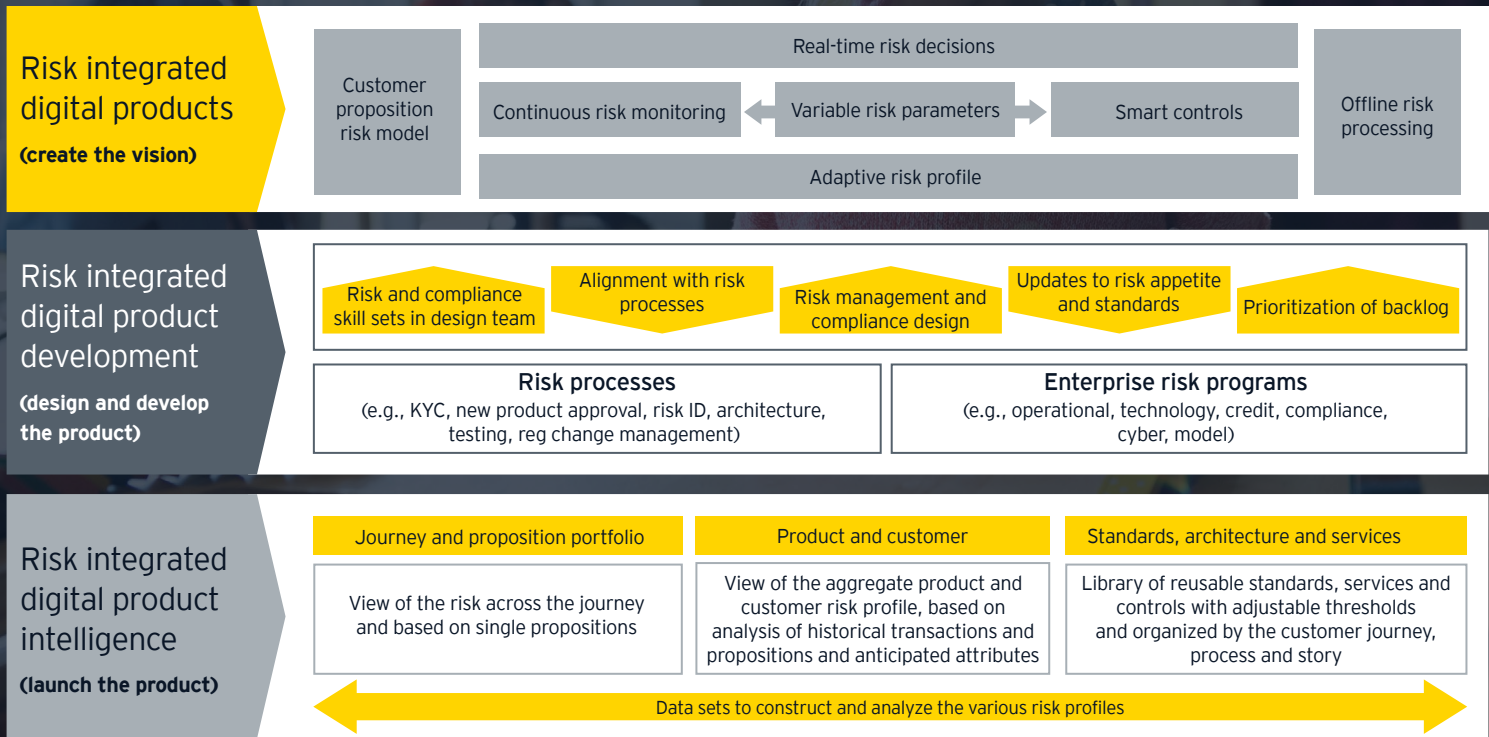 Risk integrated
digital products
(create the vision)
Customer
proposition
risk model
Real-time risk decisions
Continuous risk monitoring
Variable risk parameters
Smart controls
Adaptive risk profile
Offline risk
processing
Risk integrated
digital product
development
(design and develop
the product)
Risk and compliance
skill sets in design team
Alignment with risk
processes
Risk management and
compliance design
Updates to risk appetite
and standards
Prioritization of backlog
Risk processes
(e.g., KYC, new product approval, risk ID, architecture,
testing, reg change management)
Enterprise risk programs
(e.g., operational, technology, credit, compliance,
cyber, model)
Risk integrated
digital product
intelligence
(launch the product)
Journey and proposition portfolio
View of the risk across the journey
and based on single propositions
Product and customer
View of the aggregate product and
customer risk profile, based on
analysis of historical transactions and
propositions and anticipated attributes
Standards, architecture and services
Library of reusable standards, services and
controls with adjustable thresholds
and organized by the customer journey,
process and story
Data sets to construct and analyze the various risk profiles